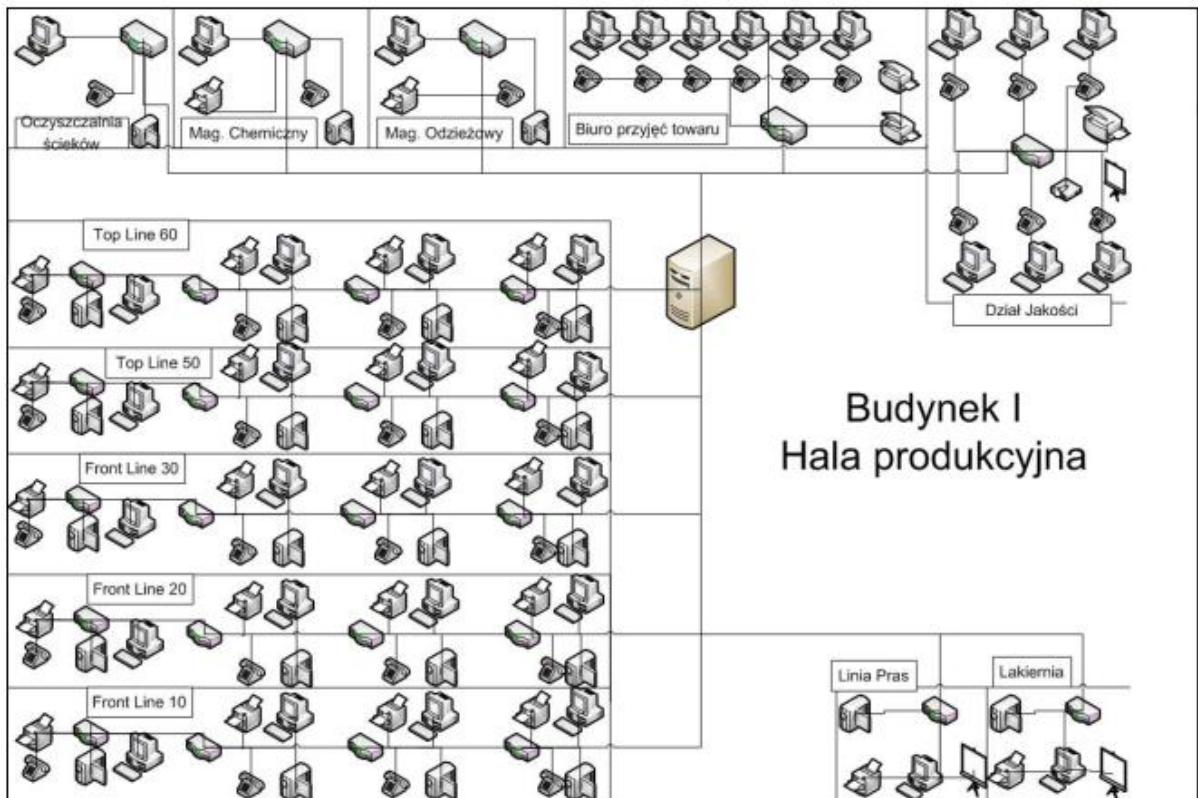 Oczyszczalnia
ścieków
Mag. Chemiczny
Mag. Odzieżowy
Biuro przyjęć towaru
Dział Jakości
Top Line 60
Top Line 50
Front Line 30
Front Line 20
Front Line 10
Budynek I
Hala produkcyjna
Linia Pras
Lakiernia